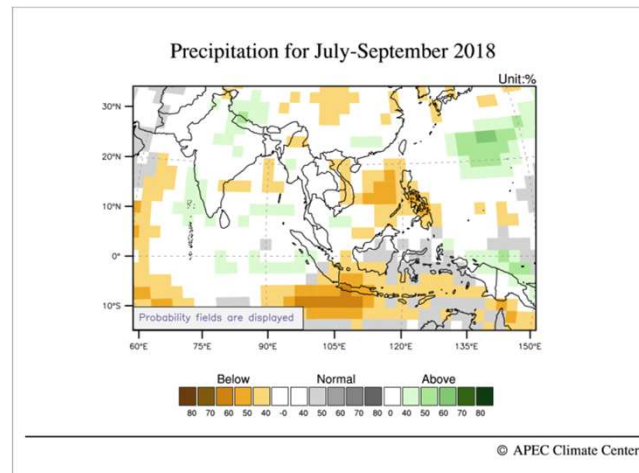 Precipitation for July-September 2018
Unit:%
30°N
20°N
10°N
0°
10°S
Probability fields are displayed
60°E 75°E 90°E 105°E 120°E 135°E 150°E
Below Normal Above
80 70 60 50 40 -0 40 50 60 70 80 0 40 50 60 70 80
© APEC Climate Center